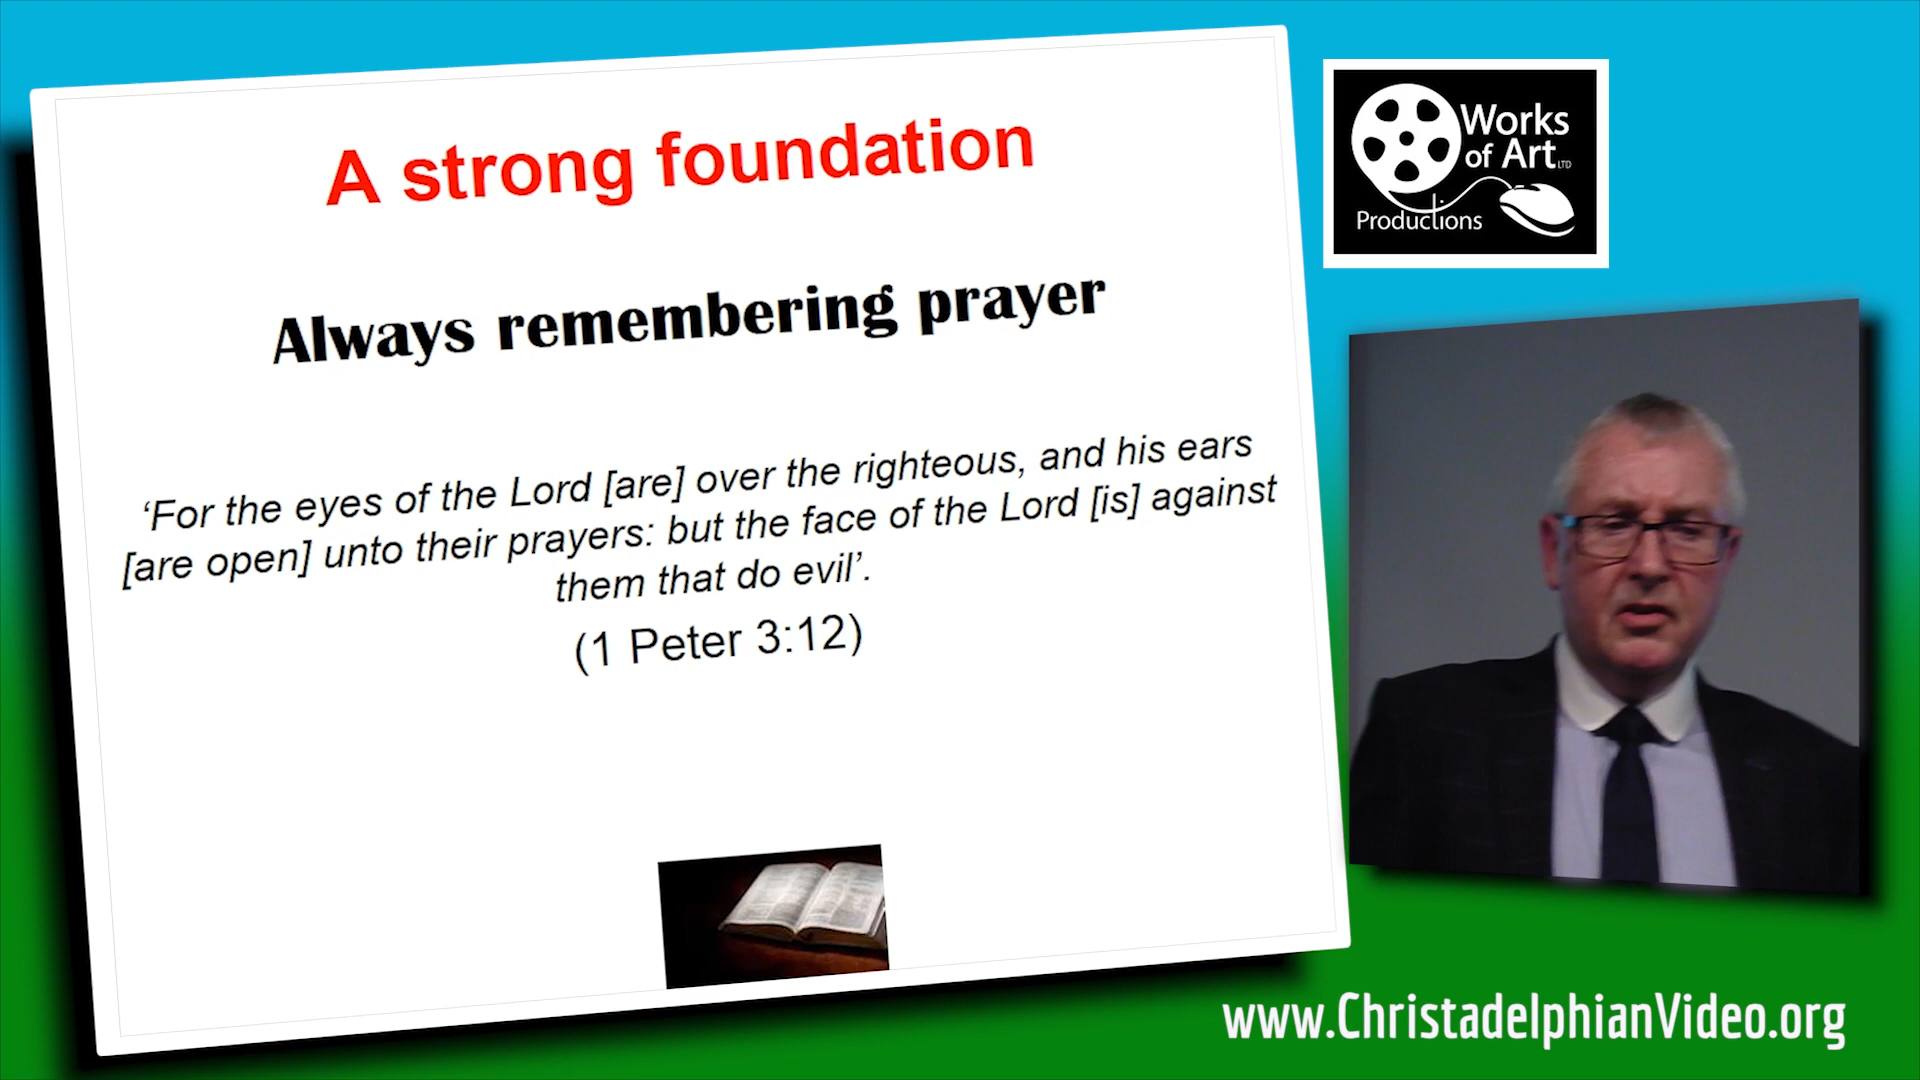 A strong foundation
Always remembering prayer
‘For the eyes of the Lord [are] over the righteous, and his ears
[are open] unto their prayers: but the face of the Lord [is] against
them that do evil’.
(1 Peter 3:12)
Works
of Art LTD
Productions
www.ChristadelphianVideo.org